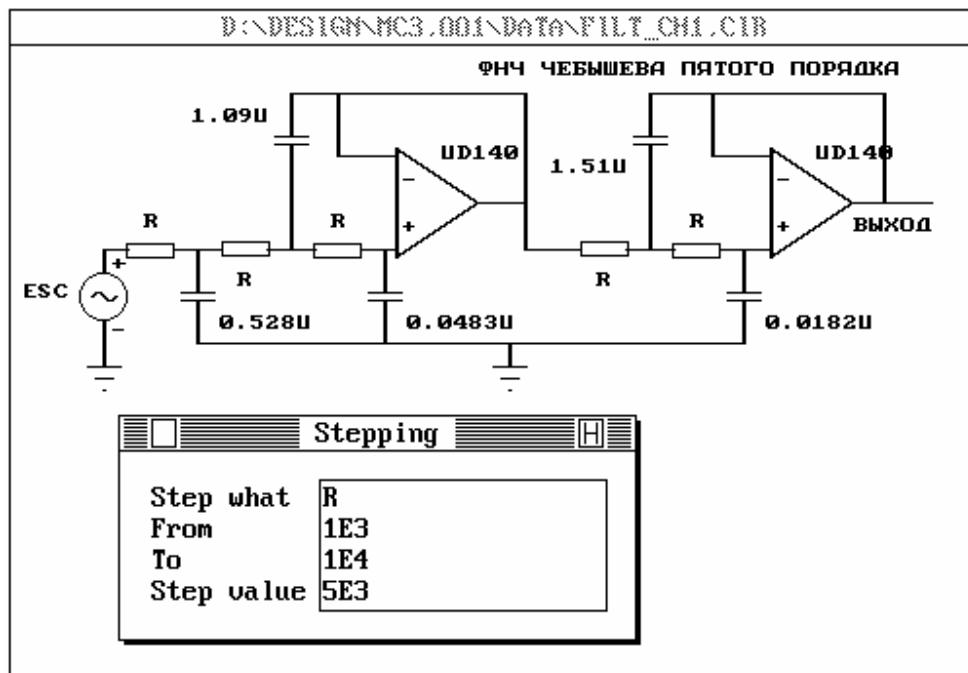 D:\DESIGN\MC3.001\DATA\FILT_CH1.CIR
ФНЧ ЧЕБЫШЕВА ПЯТОГО ПОРЯДКА
1.09U
UD140
1.51U
UD140
R
R
R
R
R
ВЫХОД
ESC
0.528U
0.0483U
0.0182U
Stepping
H
Step what R
From 1E3
To 1E4
Step value 5E3